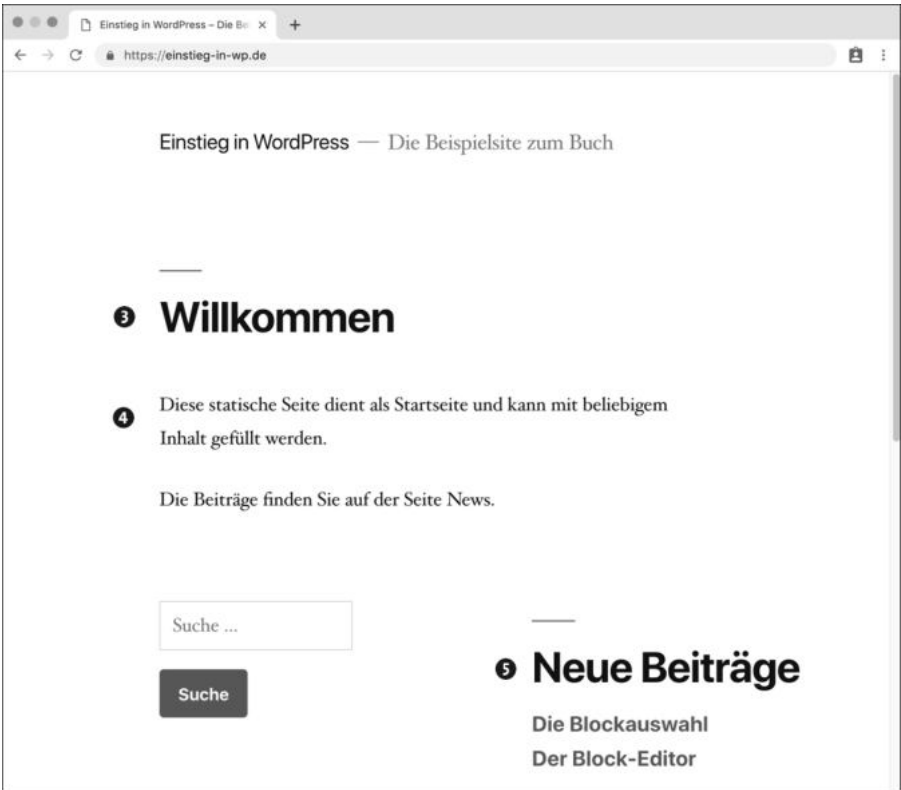 Einstieg in WordPress – Die Be
https://einstieg-in-wp.de
Einstieg in WordPress — Die Beispielsite zum Buch
3 Willkommen
4 Diese statische Seite dient als Startseite und kann mit beliebigem
Inhalt gefüllt werden.
Die Beiträge finden Sie auf der Seite News.
Suche ...
Suche
5 Neue Beiträge
Die Blockauswahl
Der Block-Editor